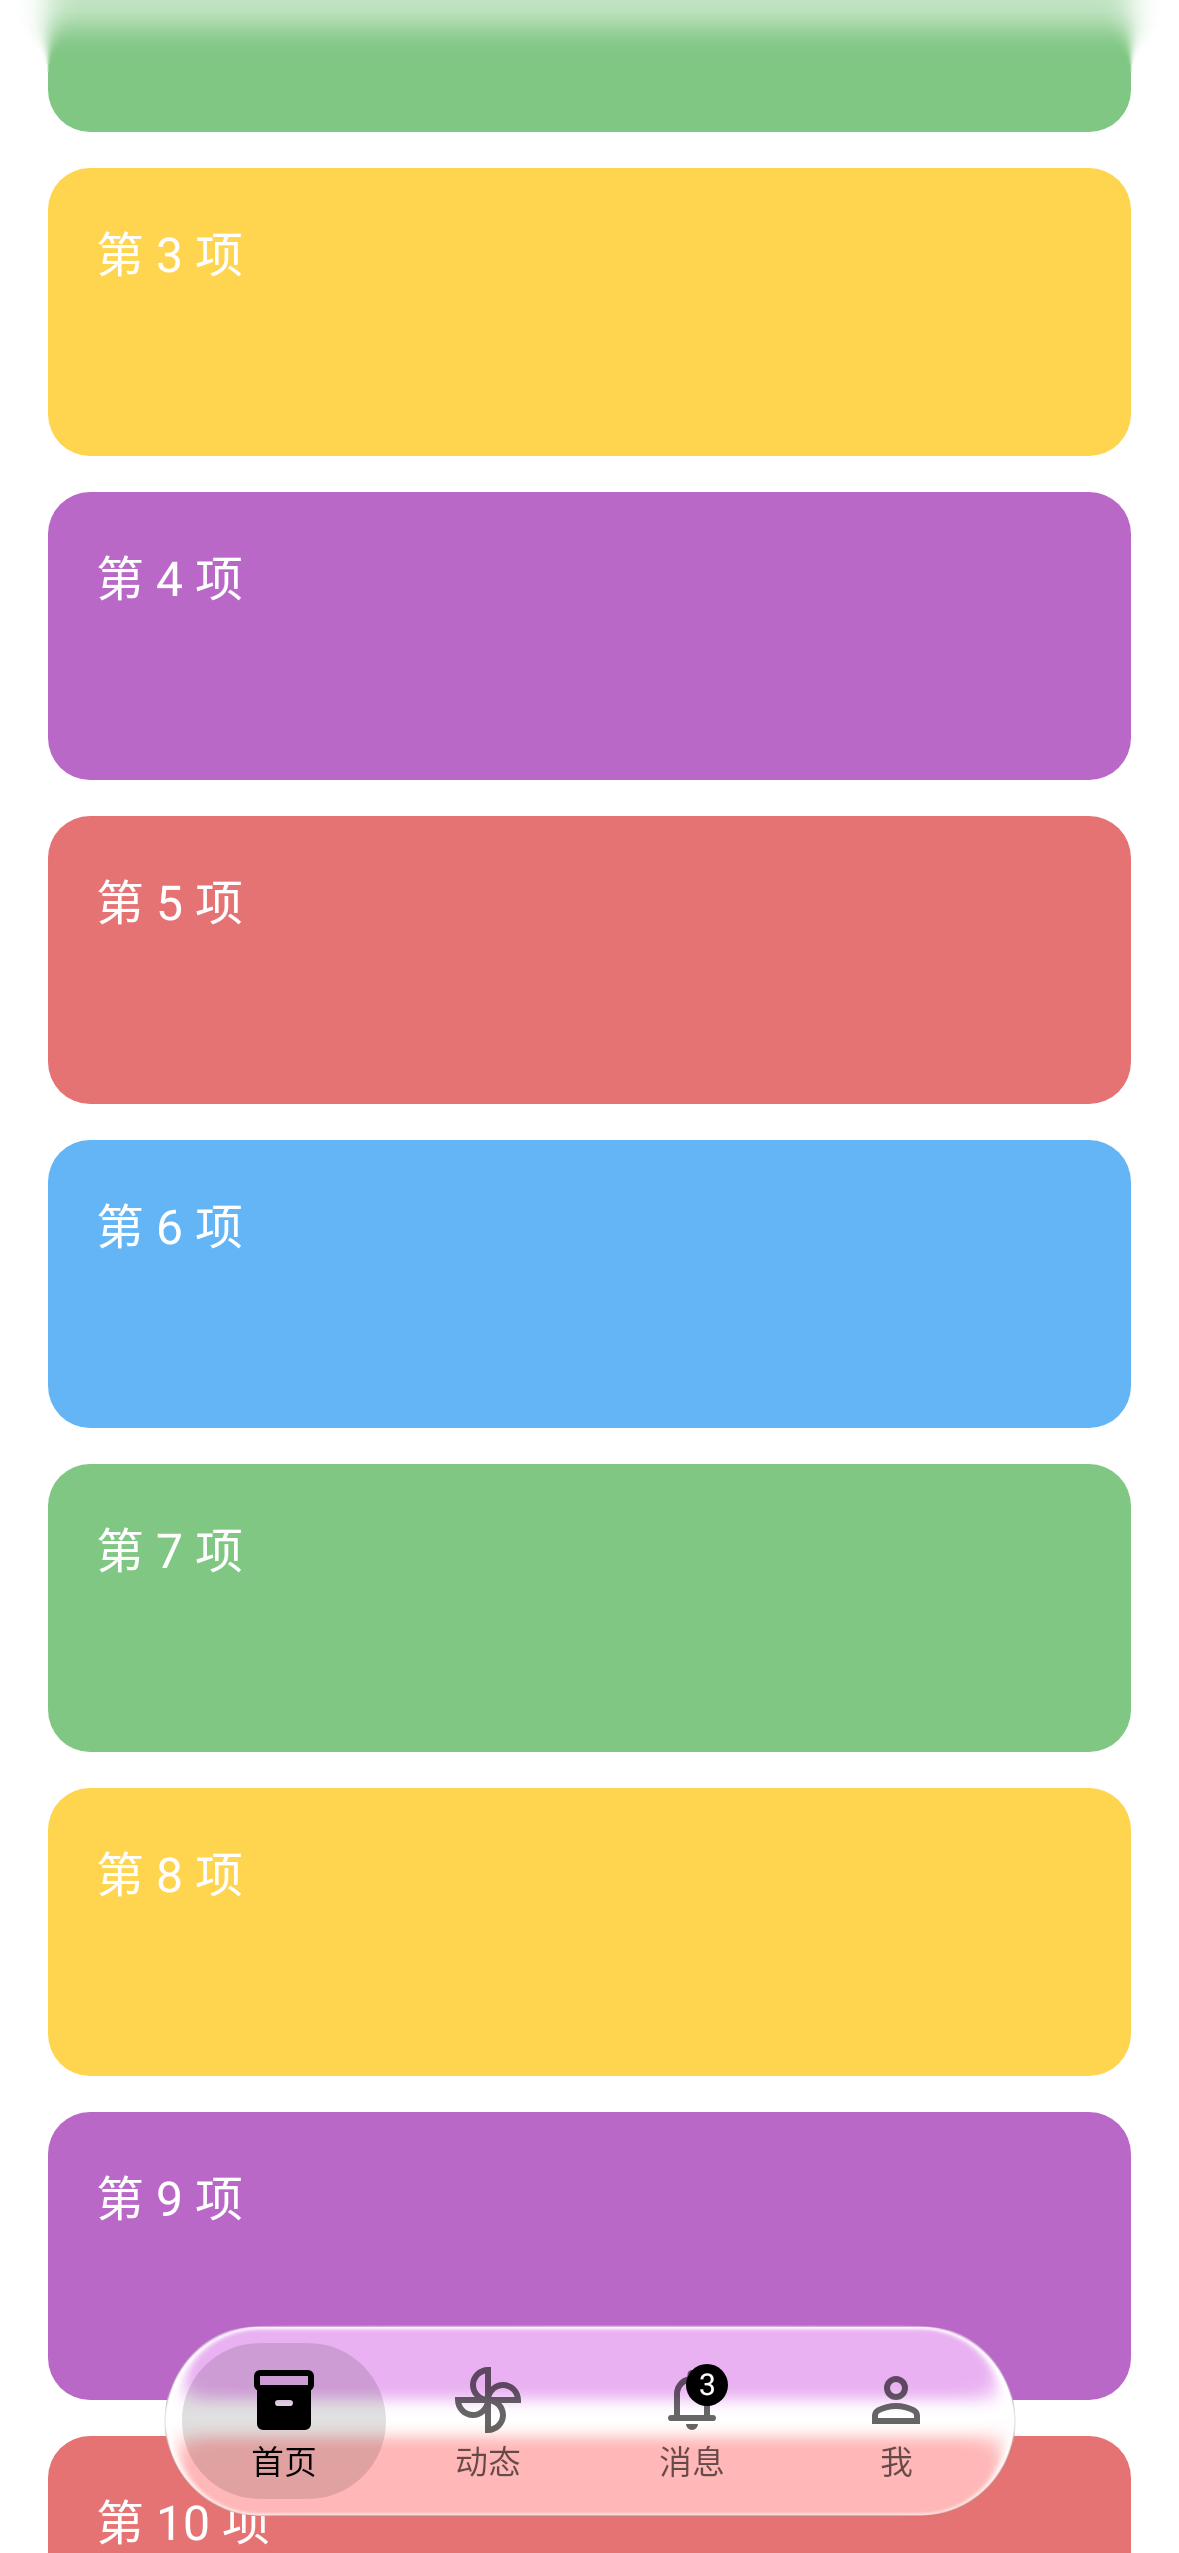 第 3 项
第 4 项
第 5 项
第 6 项
第 7 项
第 8 项
第 9 项
3
首页 动态 消息 我
第 10 项